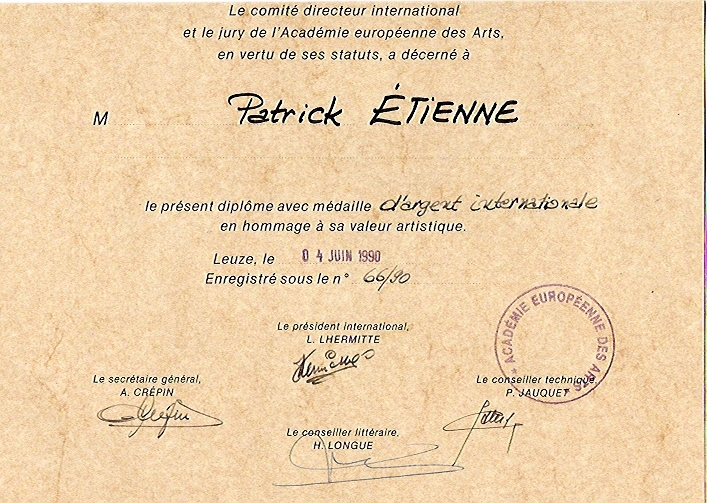 Le comité directeur international
et le jury de l'Académie européenne des Arts,
en vertu de ses statuts, a décerné à
M Patrick ÉTIENNE
le présent diplôme avec médaille d'argent internationale
en hommage à sa valeur artistique.
Leuze, le 04 JUIN 1990
Enregistré sous le n° 66/90
Le président international,
L. LHERMITTE
ACADÉMIE EUROPÉENNE DES ARTS
Le secrétaire général,
A. CRÉPIN
Le conseiller technique,
P. JAUQUET
Le conseiller littéraire,
H. LONGUE